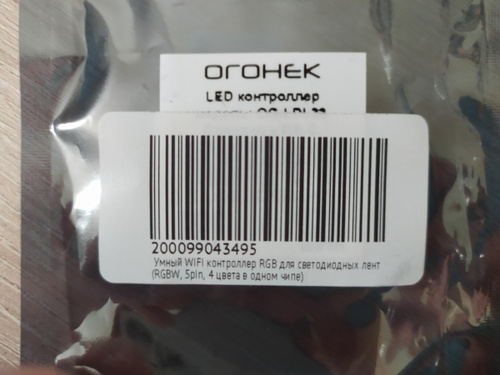 ОГОНЕК
LED контроллер
200099043495
Умный WIFI контроллер RGB для светодиодных лент
(RGBW, 5pin, 4 цвета в одном чипе)